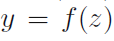 y = f(z)